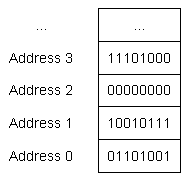 ... ...
Address 3 11101000
Address 2 00000000
Address 1 10010111
Address 0 01101001